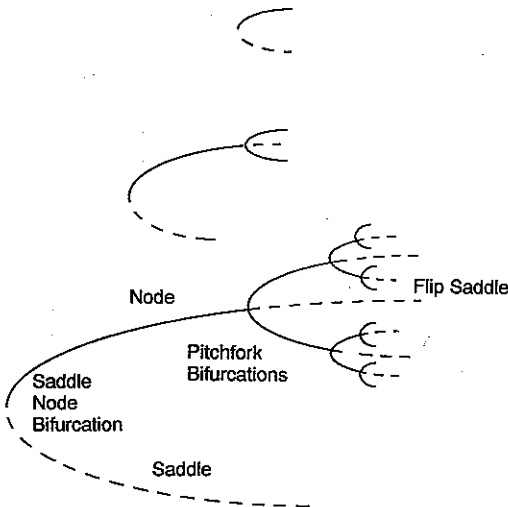 Flip Saddle
Node
Pitchfork
Bifurcations
Saddle
Node
Bifurcation
Saddle